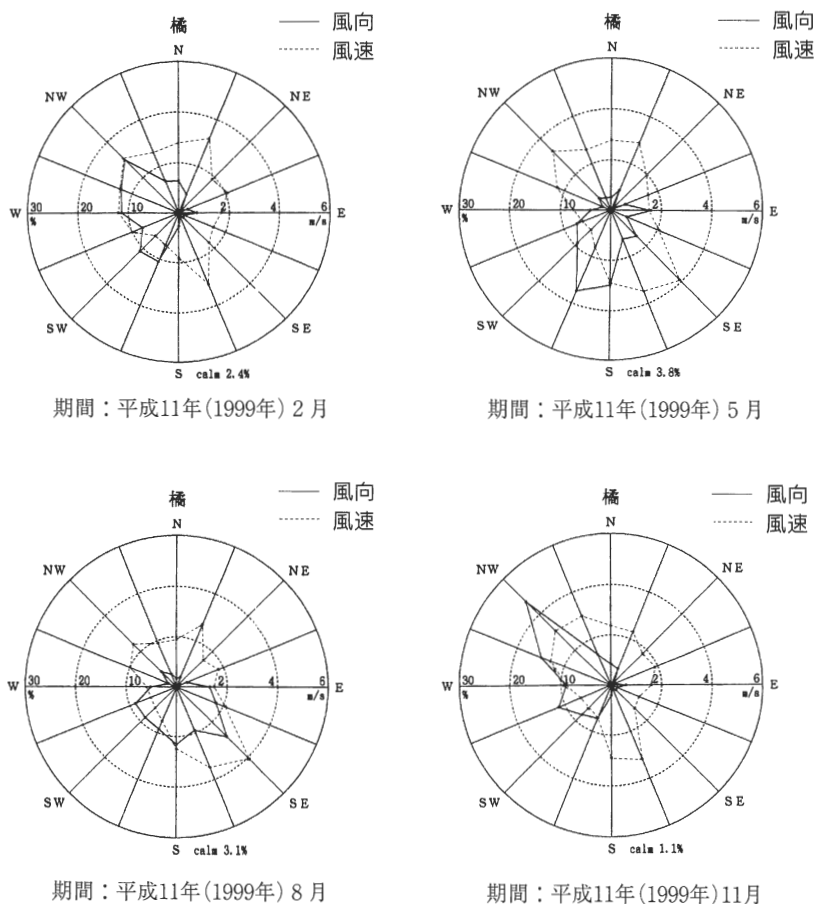 橘
風向
風速
N
NW
NE
W
30
%
20
10
2
4
6
m/s
E
SW
SE
S calm 2.4%
期間：平成11年(1999年) 2月
橘
風向
風速
N
NW
NE
W
30
%
20
10
2
4
6
m/s
E
SW
SE
S calm 3.8%
期間：平成11年(1999年) 5月
橘
風向
風速
N
NW
NE
W
30
%
20
10
2
4
6
m/s
E
SW
SE
S calm 3.1%
期間：平成11年(1999年) 8月
橘
風向
風速
N
NW
NE
W
30
%
20
10
2
4
6
m/s
E
SW
SE
S calm 1.1%
期間：平成11年(1999年)11月